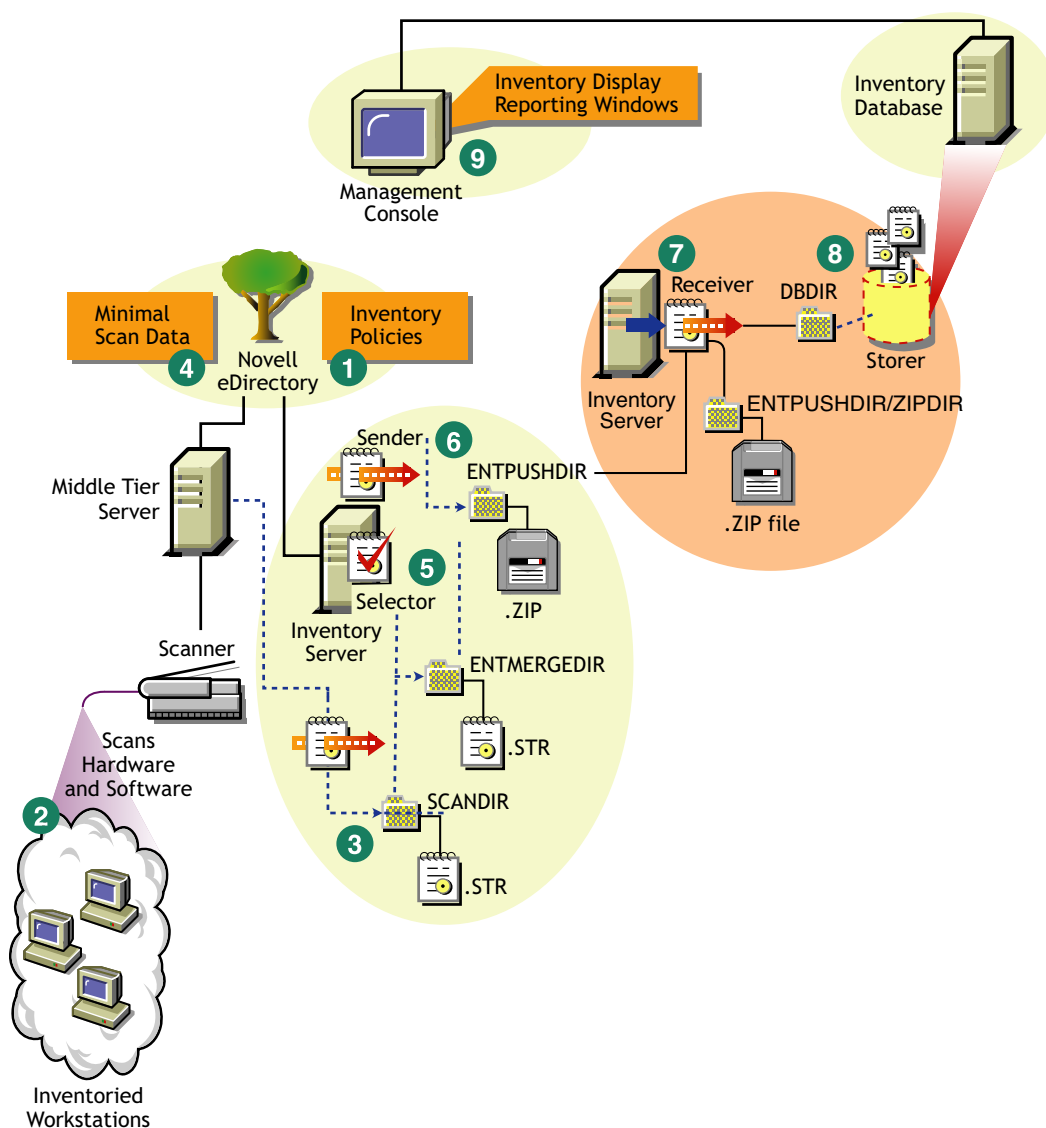 Inventory Display
Reporting Windows
Inventory
Database
9
Management
Console
7
8
Receiver
DBDIR
Storer
Minimal
Scan Data
4
Inventory
Policies
1
Novell
eDirectory
Inventory
Server
ENTPUSHDIR/ZIPDIR
.ZIP file
Sender
6
ENTPUSHDIR
Middle Tier
Server
.ZIP
5
Selector
Inventory
Server
Scanner
ENTMERGEDIR
.STR
Scans
Hardware
and Software
SCANDIR
2
3
.STR
Inventoried
Workstations